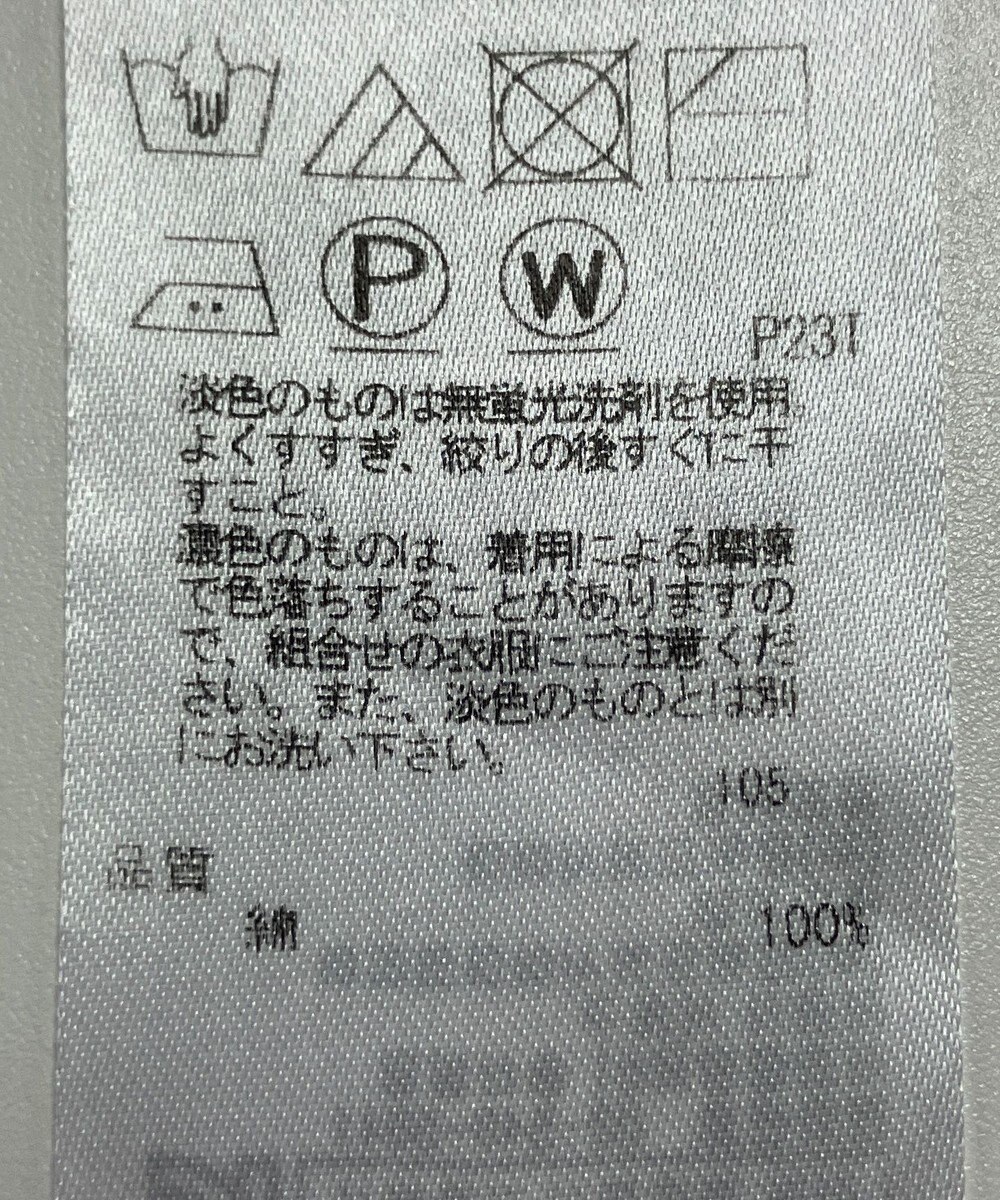 P
W
P23I
淡色のものは無蛍光洗剤を使用。
よくすすぎ、絞りの後すぐに干
すこと。
濃色のものは、着用による摩擦
で色落ちすることがありますの
で、組合せの衣服にご注意くだ
さい。また、淡色のものとは別
にお洗い下さい。
105
品質
綿 100%